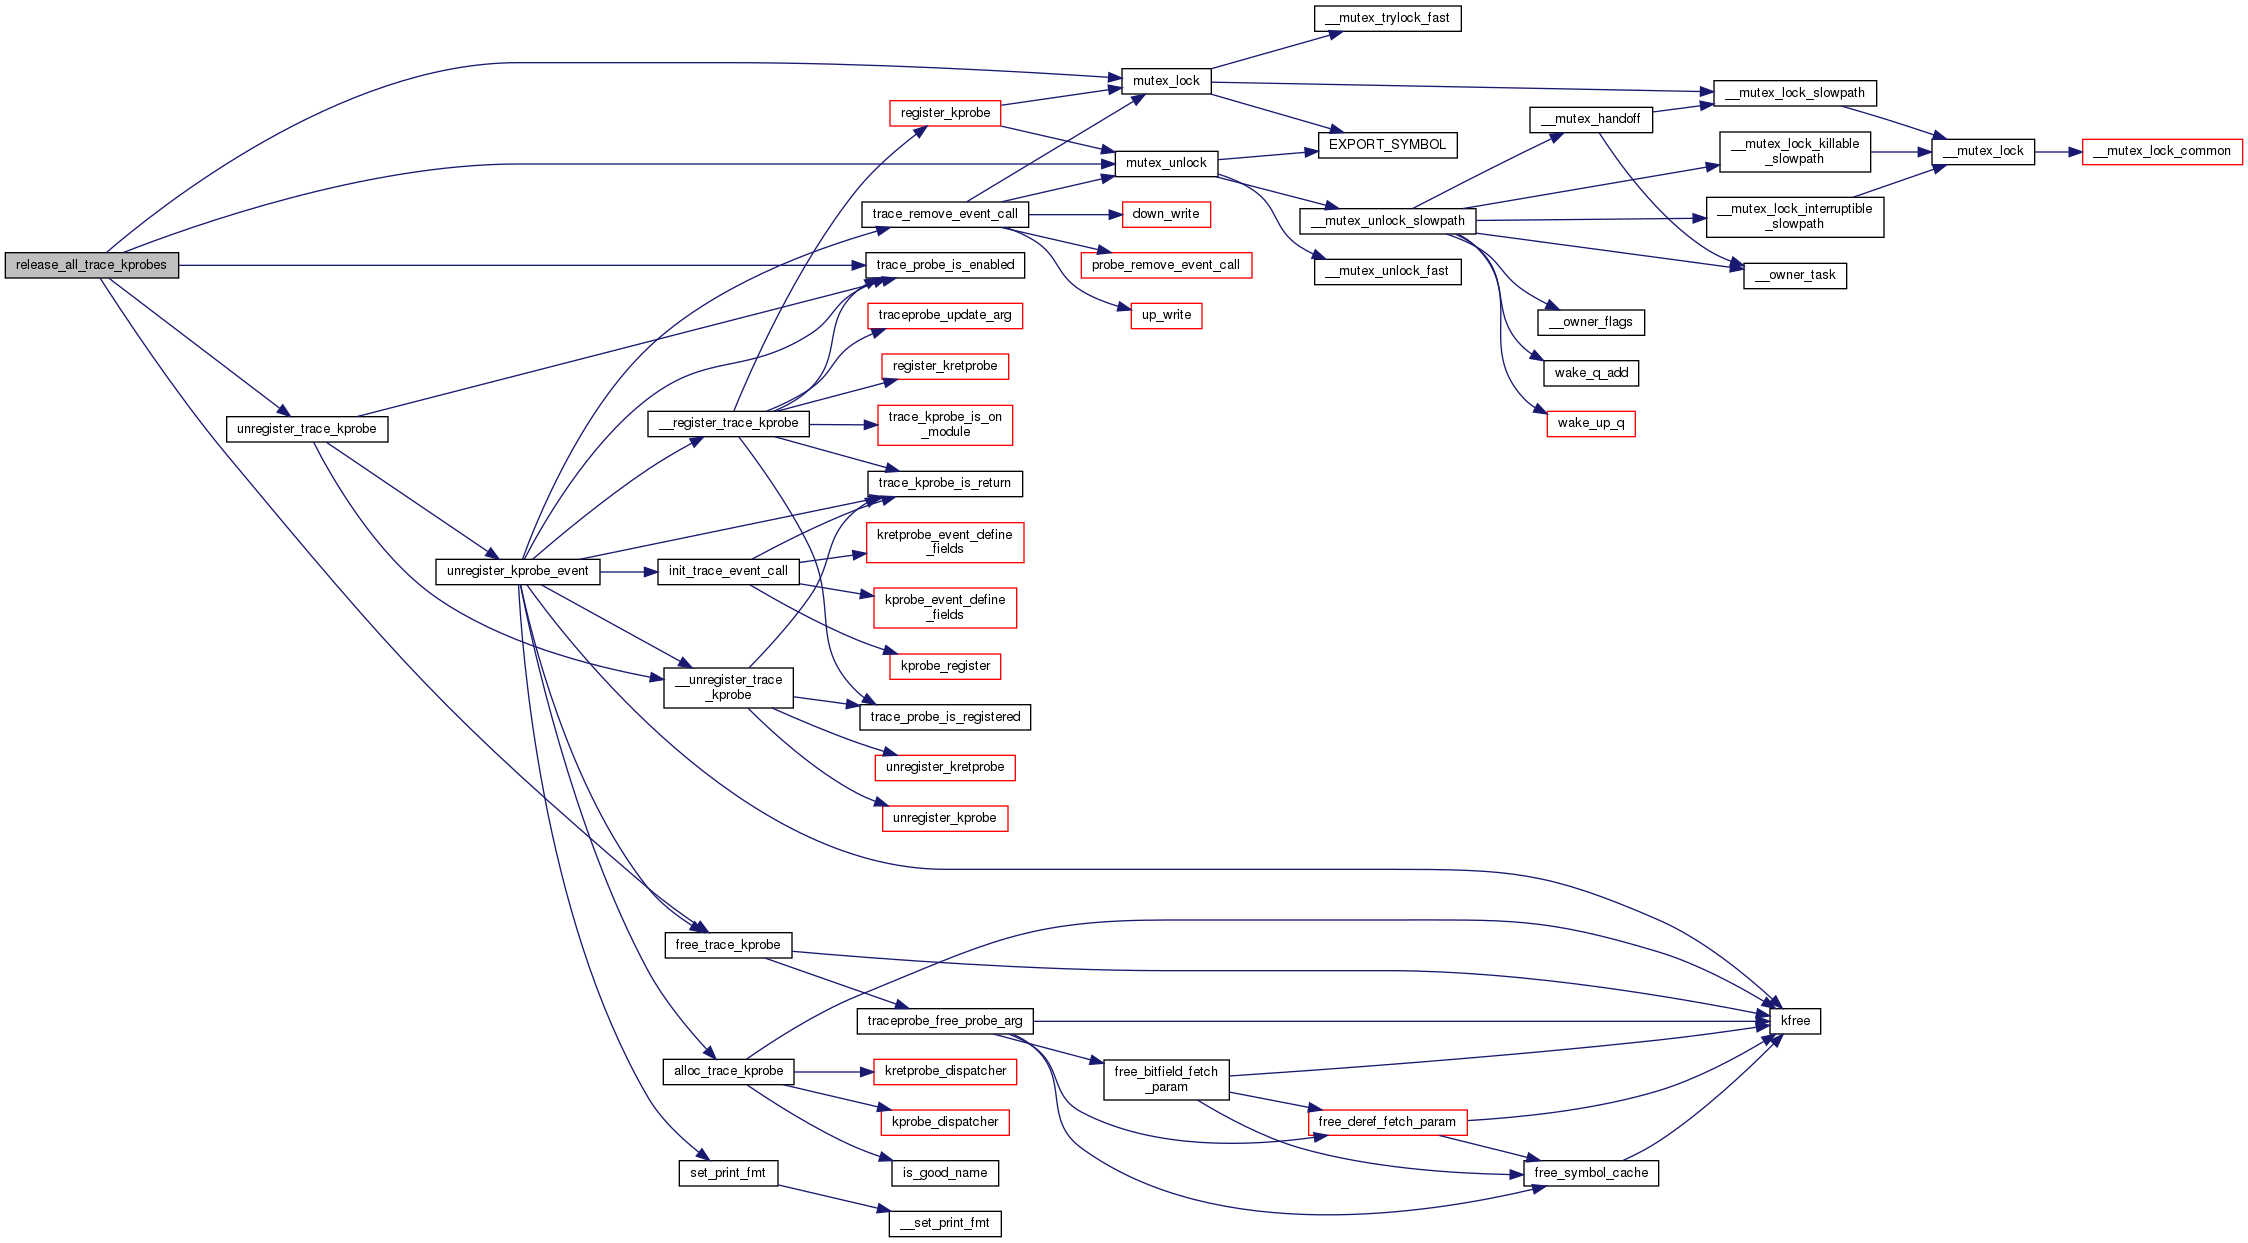 release_all_trace_kprobes
unregister_trace_kprobe
unregister_kprobe_event
__register_trace_kprobe
init_trace_event_call
__unregister_trace
_kprobe
free_trace_kprobe
alloc_trace_kprobe
set_print_fmt
register_kprobe
trace_remove_event_call
trace_probe_is_enabled
traceprobe_update_arg
register_kretprobe
trace_kprobe_is_on
_module
trace_kprobe_is_return
kretprobe_event_define
_fields
kprobe_event_define
_fields
kprobe_register
trace_probe_is_registered
unregister_kretprobe
unregister_kprobe
traceprobe_free_probe_arg
kretprobe_dispatcher
kprobe_dispatcher
is_good_name
__set_print_fmt
mutex_lock
mutex_unlock
down_write
probe_remove_event_call
up_write
free_bitfield_fetch
_param
__mutex_trylock_fast
EXPORT_SYMBOL
__mutex_unlock_slowpath
__mutex_unlock_fast
free_deref_fetch_param
__mutex_handoff
__owner_flags
wake_q_add
wake_up_q
free_symbol_cache
__mutex_lock_slowpath
__mutex_lock_killable
_slowpath
__mutex_lock_interruptible
_slowpath
__owner_task
kfree
__mutex_lock
__mutex_lock_common